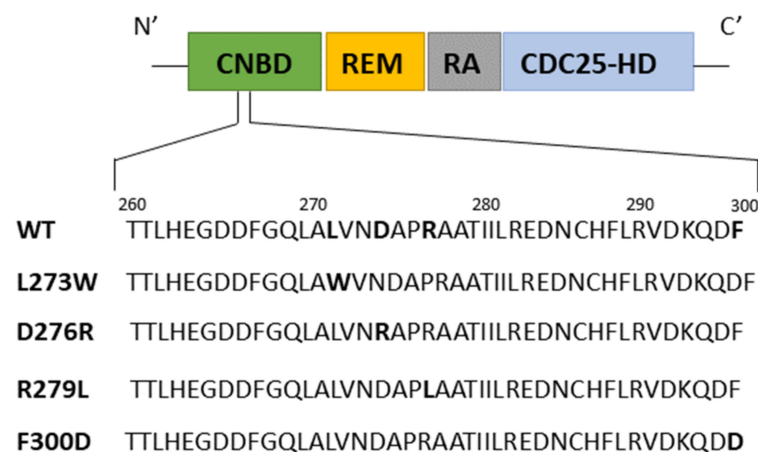 N’ C’
CNBD REM RA CDC25-HD
260 270 280 290 300
WT TTLHEGDDFGQLALVNDAPRAATIILREDNCHFLRVDKQDF
L273W TTLHEGDDFGQLAWVNDAPRAATIILREDNCHFLRVDKQDF
D276R TTLHEGDDFGQLALVNRAPRAATIILREDNCHFLRVDKQDF
R279L TTLHEGDDFGQLALVNDAPLAATIILREDNCHFLRVDKQDF
F300D TTLHEGDDFGQLALVNDAPRAATIILREDNCHFLRVDKQDD